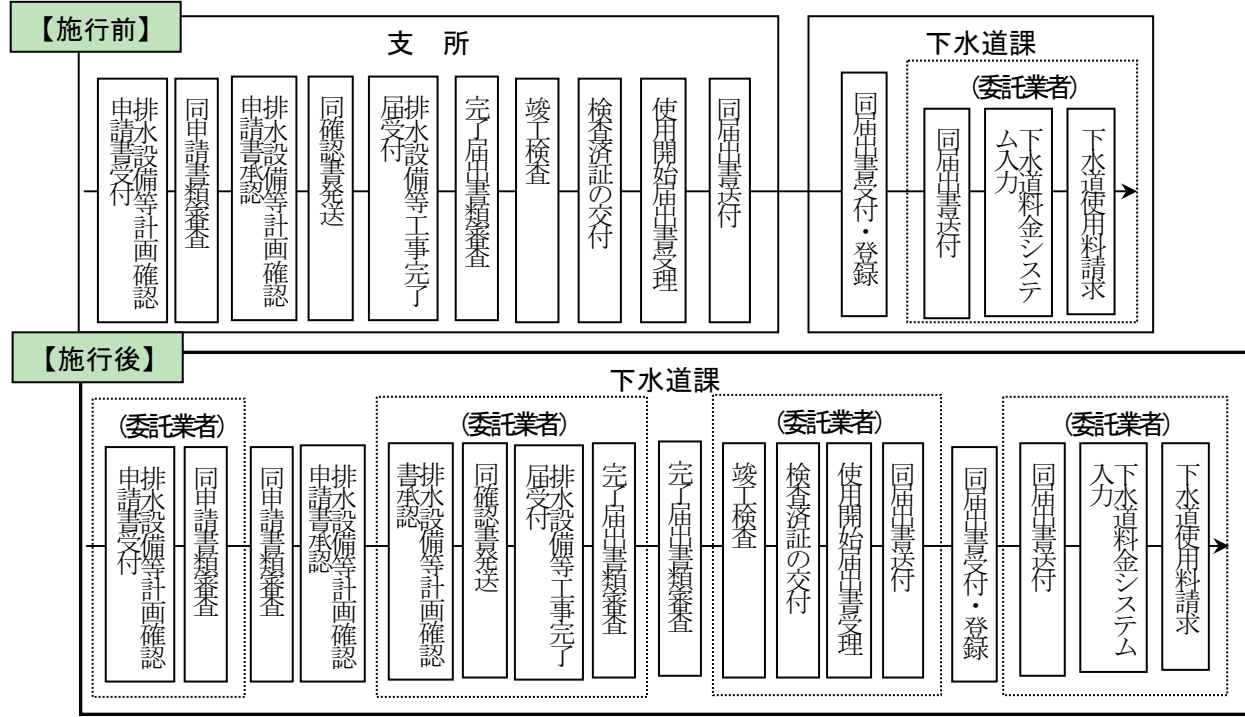 【施行前】
支　所
排水設備等計画確認
申請書受付
同申請書類審査
排水設備等計画確認
申請書承認
同確認書発送
排水設備等工事完了
届受付
完了届出書類審査
竣工検査
検査済証の交付
使用開始届出書受理
同届出書送付
下水道課
同届出書受付・登録
(委託業者)
同届出書送付
下水道料金システ
ム入力
下水道使用料請求
【施行後】
下水道課
(委託業者)
排水設備等計画確認
申請書受付
同申請書類審査
同申請書類審査
排水設備等計画確認
申請書承認
(委託業者)
排水設備等計画確認
書承認
同確認書発送
排水設備等工事完了
届受付
完了届出書類審査
完了届出書類審査
(委託業者)
竣工検査
検査済証の交付
使用開始届出書受理
同届出書送付
同届出書受付・登録
(委託業者)
同届出書送付
下水道料金システム
入力
下水道使用料請求